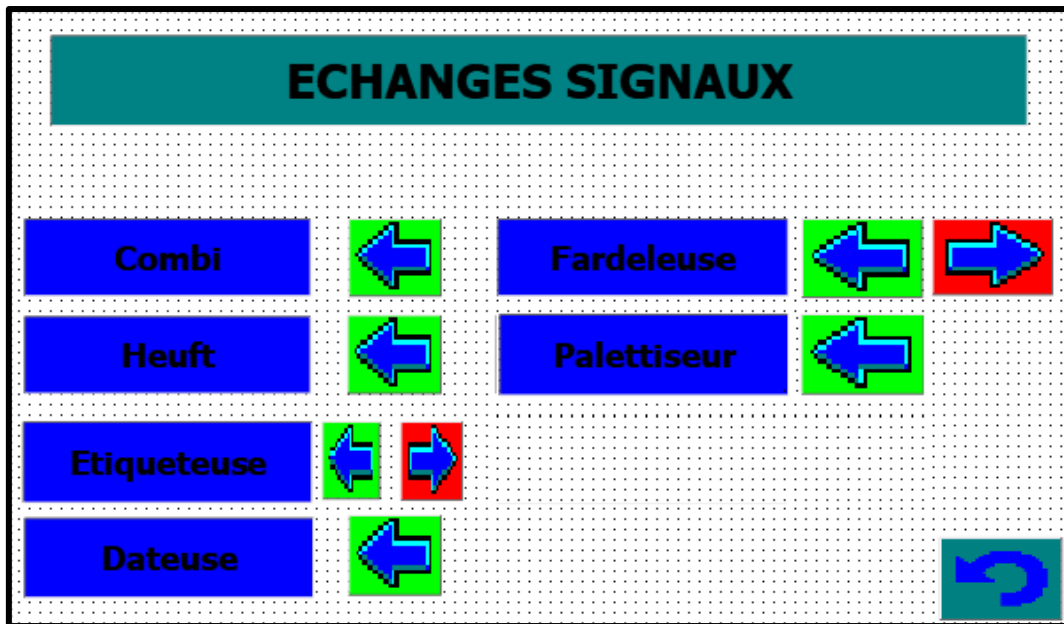 ECHANGES SIGNAUX
Combi
Fardeleuse
Heuft
Palettiseur
Etiqueteuse
Dateuse